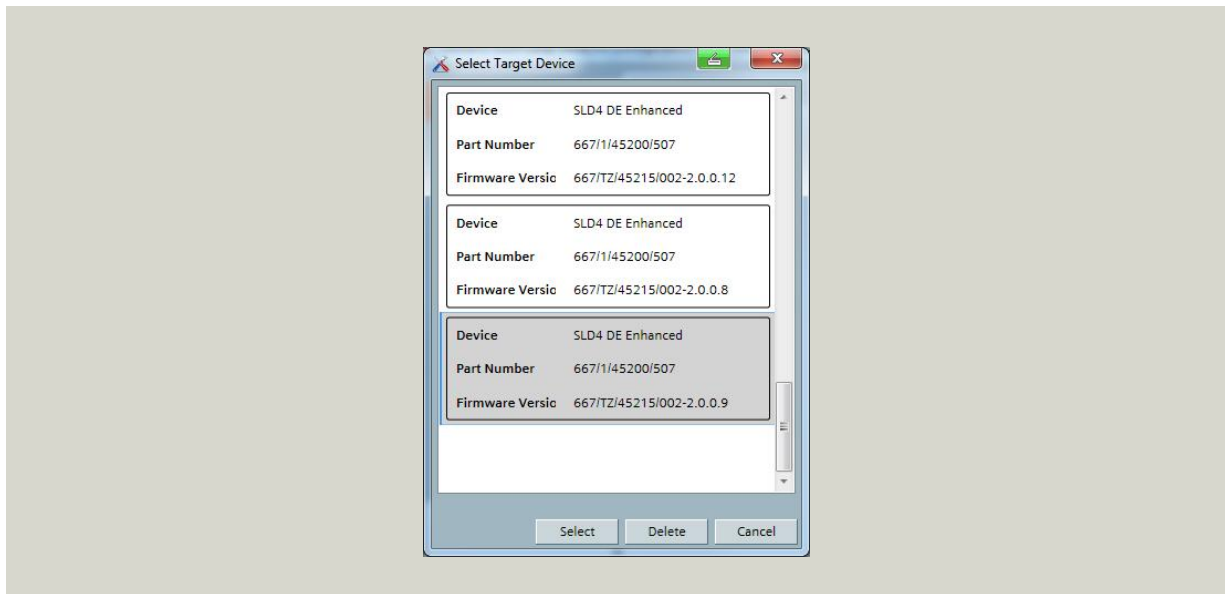 Select Target Device
Device SLD4 DE Enhanced
Part Number 667/1/45200/507
Firmware Versic 667/TZ/45215/002-2.0.0.12
Device SLD4 DE Enhanced
Part Number 667/1/45200/507
Firmware Versic 667/TZ/45215/002-2.0.0.8
Device SLD4 DE Enhanced
Part Number 667/1/45200/507
Firmware Versic 667/TZ/45215/002-2.0.0.9
Select Delete Cancel